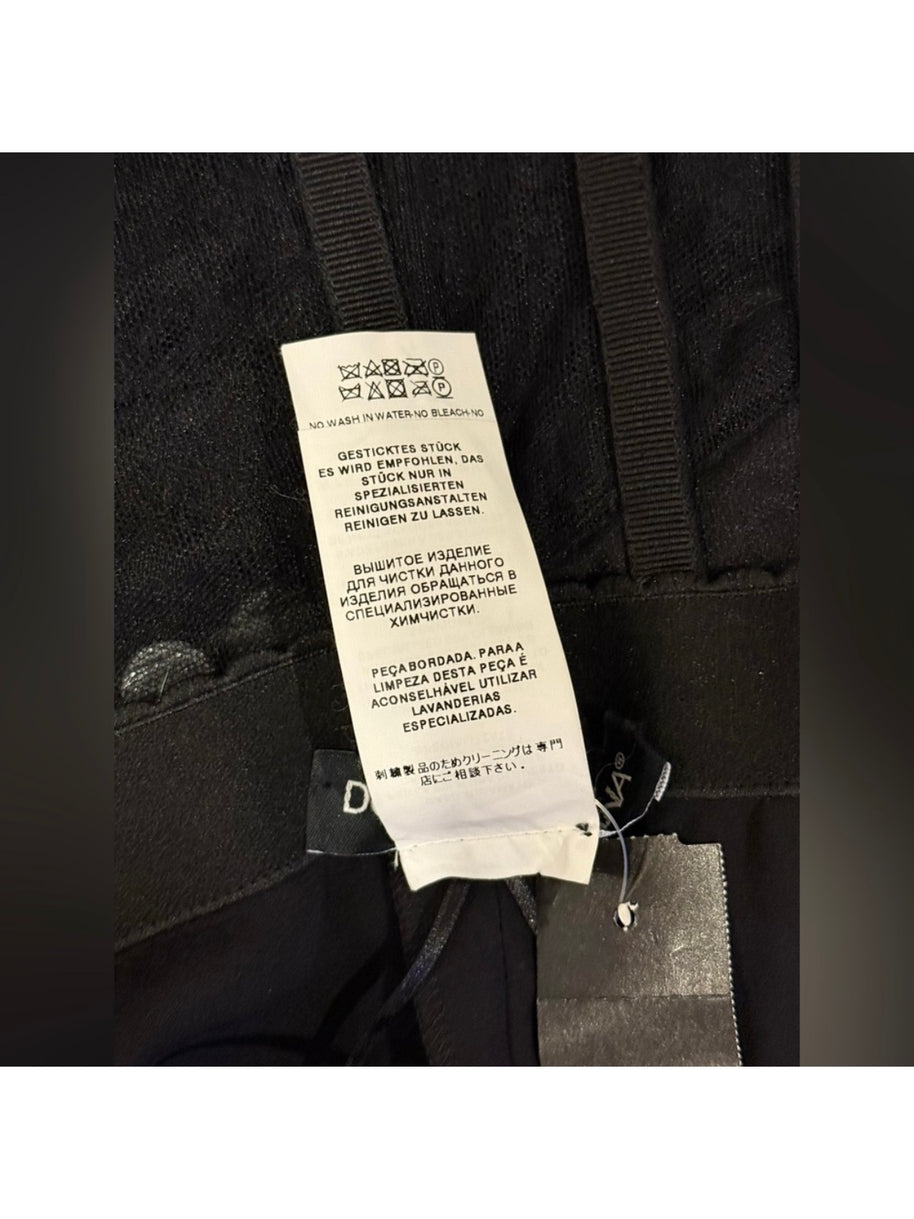 NO WASH IN WATER-NO BLEACH-NO
GESTICKTES STÜCK
ES WIRD EMPFOHLEN, DAS
STÜCK NUR IN
SPEZIALISIERTEN
REINIGUNGSANSTALTEN
REINIGEN ZU LASSEN.
ВЫШИТОЕ ИЗДЕЛИЕ
ДЛЯ ЧИСТКИ ДАННОГО
ИЗДЕЛИЯ ОБРАЩАТЬСЯ В
СПЕЦИАЛИЗИРОВАННЫЕ
ХИМЧИСТКИ.
PEÇA BORDADA. PARA A
LIMPEZA DESTA PEÇA É
ACONSELHÁVEL UTILIZAR
LAVANDERIAS
ESPECIALIZADAS.
刺繍製品のためクリーニングは専門
店にご相談下さい.